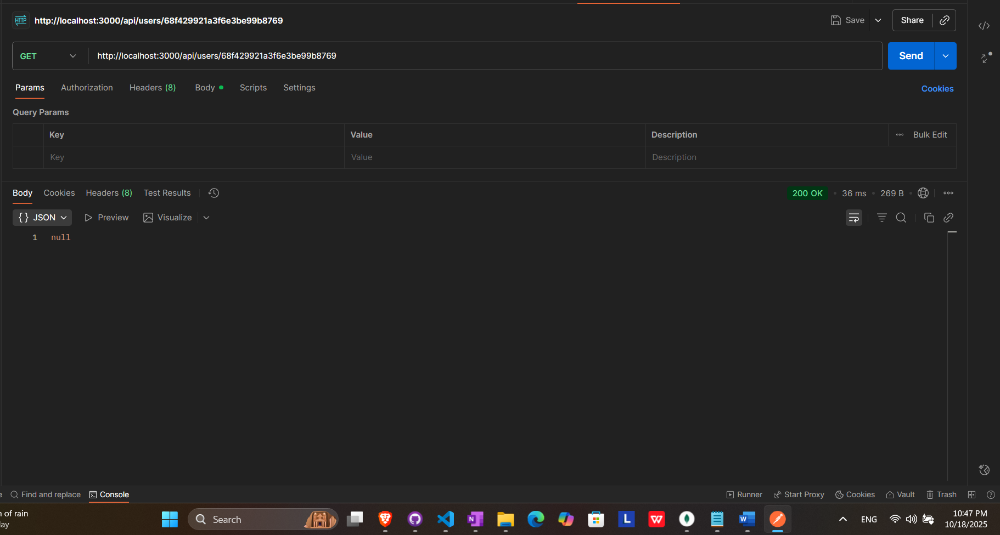 HTTP http://localhost:3000/api/users/68f429921a3f6e3be99b8769 Save Share
GET http://localhost:3000/api/users/68f429921a3f6e3be99b8769 Send
Params Authorization Headers (8) Body Scripts Settings Cookies
Query Params
Key Value Description Bulk Edit
Key Value Description
Body Cookies Headers (8) Test Results 200 OK • 36 ms • 269 B •
{} JSON Preview Visualize
1 null
Find and replace Console Runner Start Proxy Cookies Vault Trash
of rain
Search
ENG
10:47 PM
10/18/2025